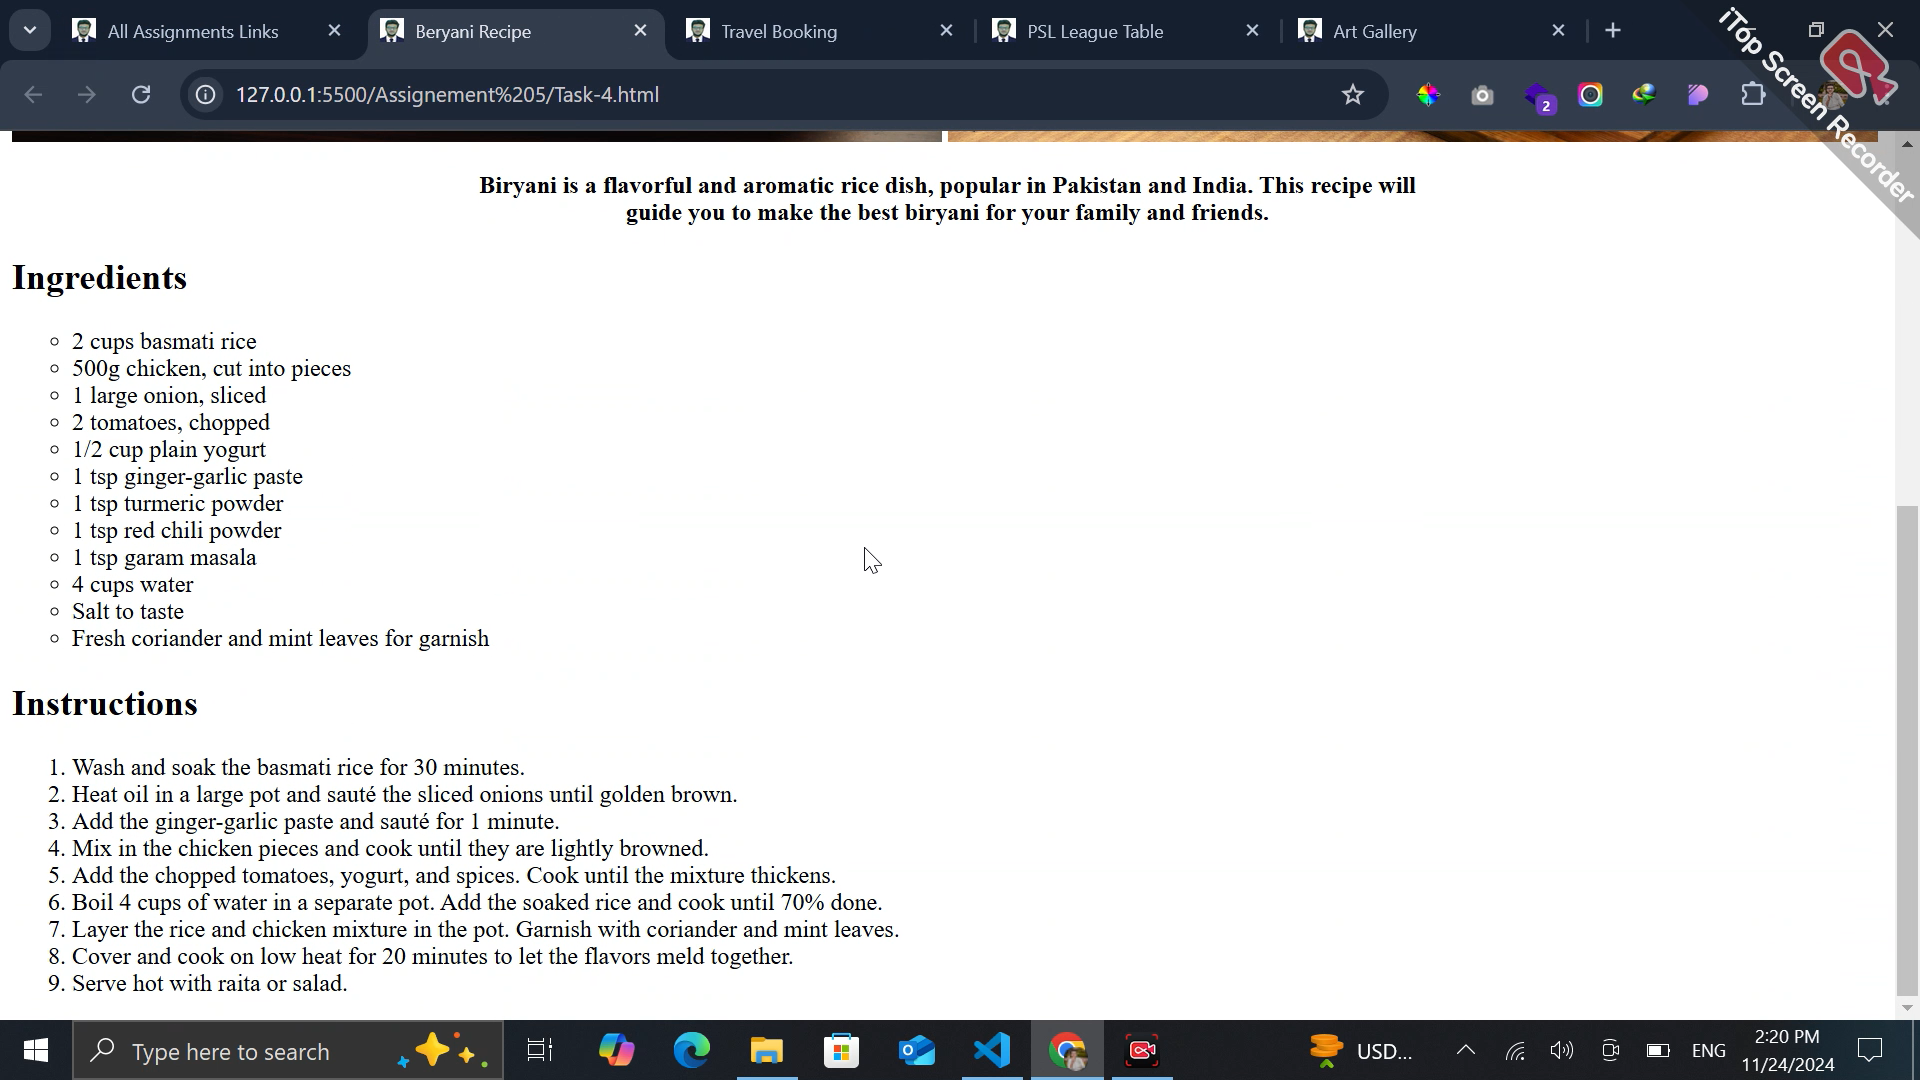 All Assignments Links
Beryani Recipe
Travel Booking
PSL League Table
Art Gallery
iTop Screen Recorder
127.0.0.1:5500/Assignement%205/Task-4.html
2
Biryani is a flavorful and aromatic rice dish, popular in Pakistan and India. This recipe will
guide you to make the best biryani for your family and friends.
Ingredients
2 cups basmati rice
500g chicken, cut into pieces
1 large onion, sliced
2 tomatoes, chopped
1/2 cup plain yogurt
1 tsp ginger-garlic paste
1 tsp turmeric powder
1 tsp red chili powder
1 tsp garam masala
4 cups water
Salt to taste
Fresh coriander and mint leaves for garnish
Instructions
1. Wash and soak the basmati rice for 30 minutes.
2. Heat oil in a large pot and sauté the sliced onions until golden brown.
3. Add the ginger-garlic paste and sauté for 1 minute.
4. Mix in the chicken pieces and cook until they are lightly browned.
5. Add the chopped tomatoes, yogurt, and spices. Cook until the mixture thickens.
6. Boil 4 cups of water in a separate pot. Add the soaked rice and cook until 70% done.
7. Layer the rice and chicken mixture in the pot. Garnish with coriander and mint leaves.
8. Cover and cook on low heat for 20 minutes to let the flavors meld together.
9. Serve hot with raita or salad.
Type here to search
USD...
ENG
2:20 PM
11/24/2024